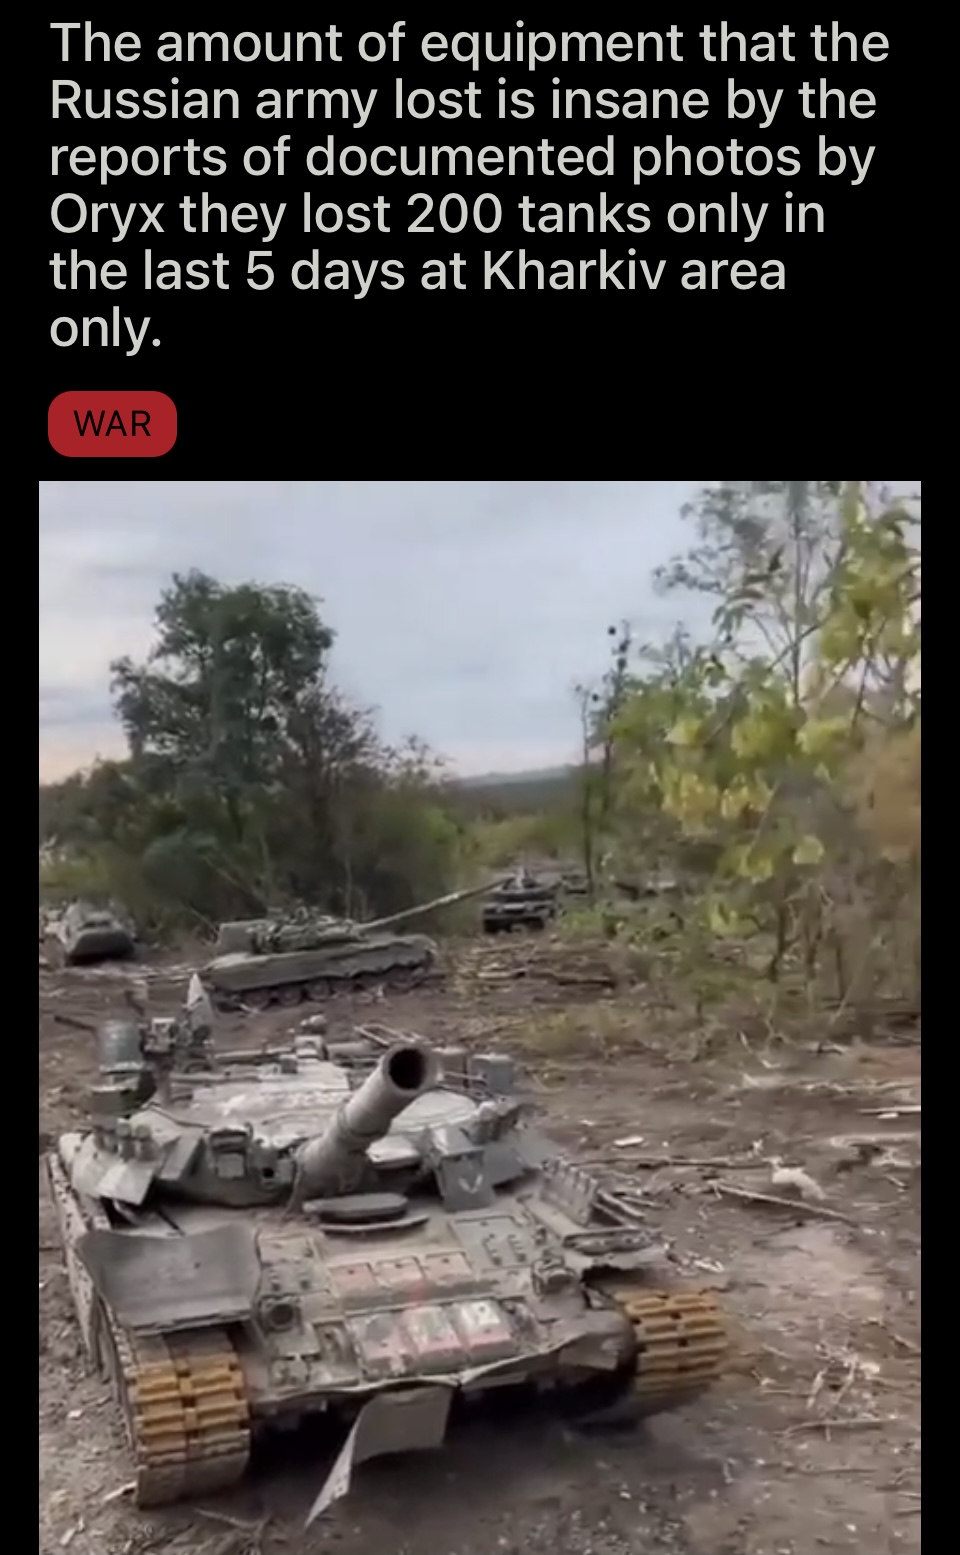 The amount of equipment that the
Russian army lost is insane by the
reports of documented photos by
Oryx they lost 200 tanks only in
the last 5 days at Kharkiv area
only.
WAR